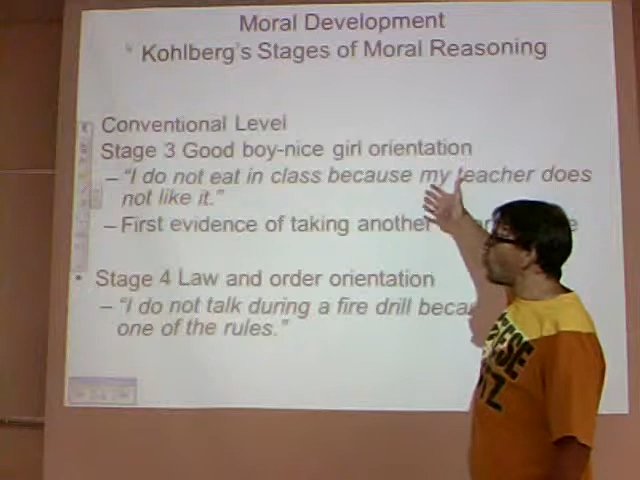 Moral Development
Kohlberg's Stages of Moral Reasoning
Conventional Level
Stage 3 Good boy-nice girl orientation
– "I do not eat in class because my teacher does
not like it."
– First evidence of taking another
• Stage 4 Law and order orientation
– "I do not talk during a fire drill
one of the rules."